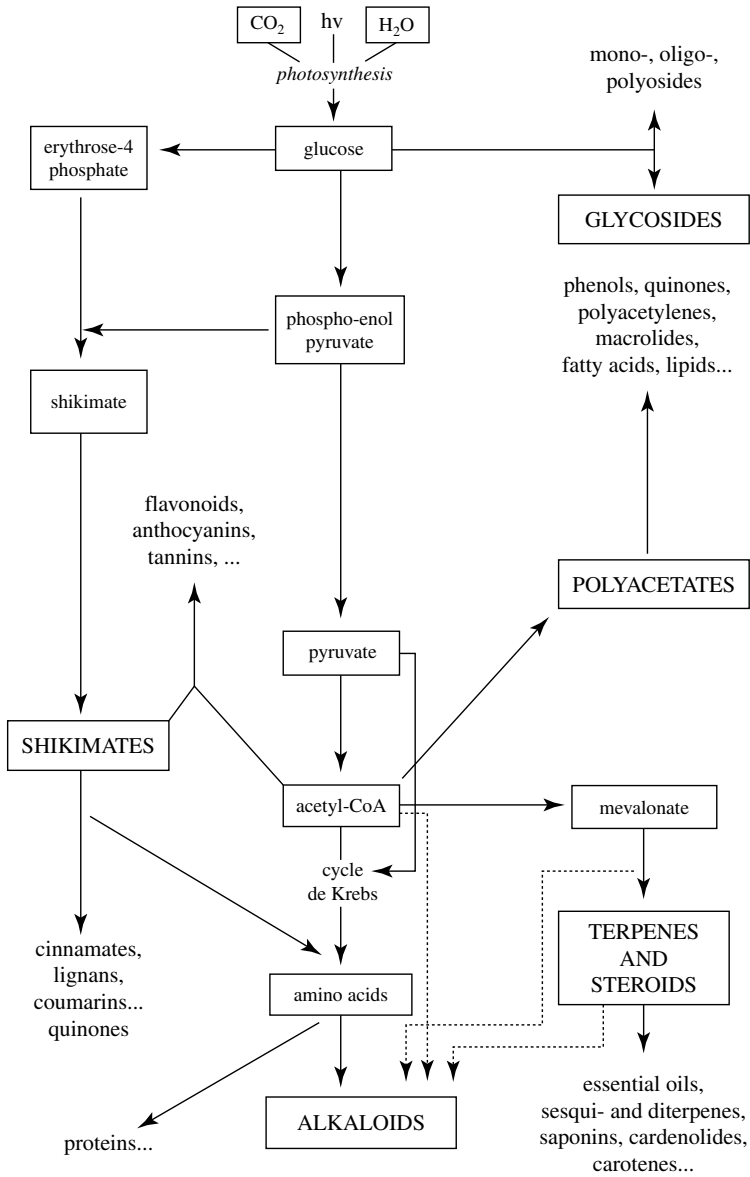 CO2
hv
H2O
photosynthesis
mono-, oligo-,
polyosides
erythrose-4
phosphate
glucose
GLYCOSIDES
phenols, quinones,
polyacetylenes,
macrolides,
fatty acids, lipids...
phospho-enol
pyruvate
shikimate
flavonoids,
anthocyanins,
tannins, ...
POLYACETATES
pyruvate
SHIKIMATES
acetyl-CoA
mevalonate
cycle
de Krebs
TERPENES
AND
STEROIDS
cinnamates,
lignans,
coumarins...
quinones
amino acids
essential oils,
sesqui- and diterpenes,
saponins, cardenolides,
carotenes...
ALKALOIDS
proteins...